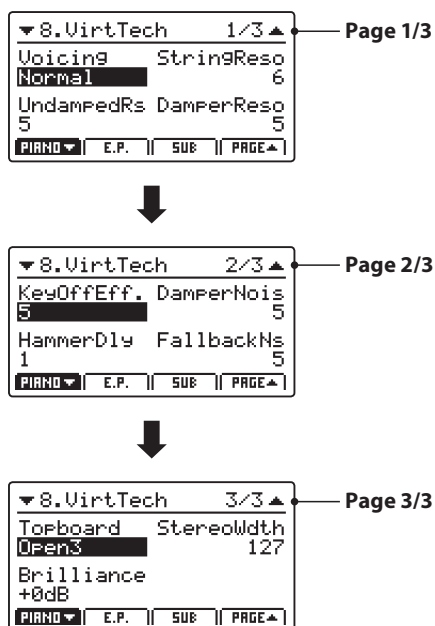 ▼8.VirtTech 1/3▲ Page 1/3
Voicing StringReso
Normal 6
UndampedRs DamperReso
5 5
PIANO▼ E.P. SUB PAGE▲
▼8.VirtTech 2/3▲ Page 2/3
KeyOffEff. DamperNois
5 5
HammerDly FallbackNs
1 5
PIANO▼ E.P. SUB PAGE▲
▼8.VirtTech 3/3▲ Page 3/3
Topboard StereoWdth
Open3 127
Brilliance
+0dB
PIANO▼ E.P. SUB PAGE▲